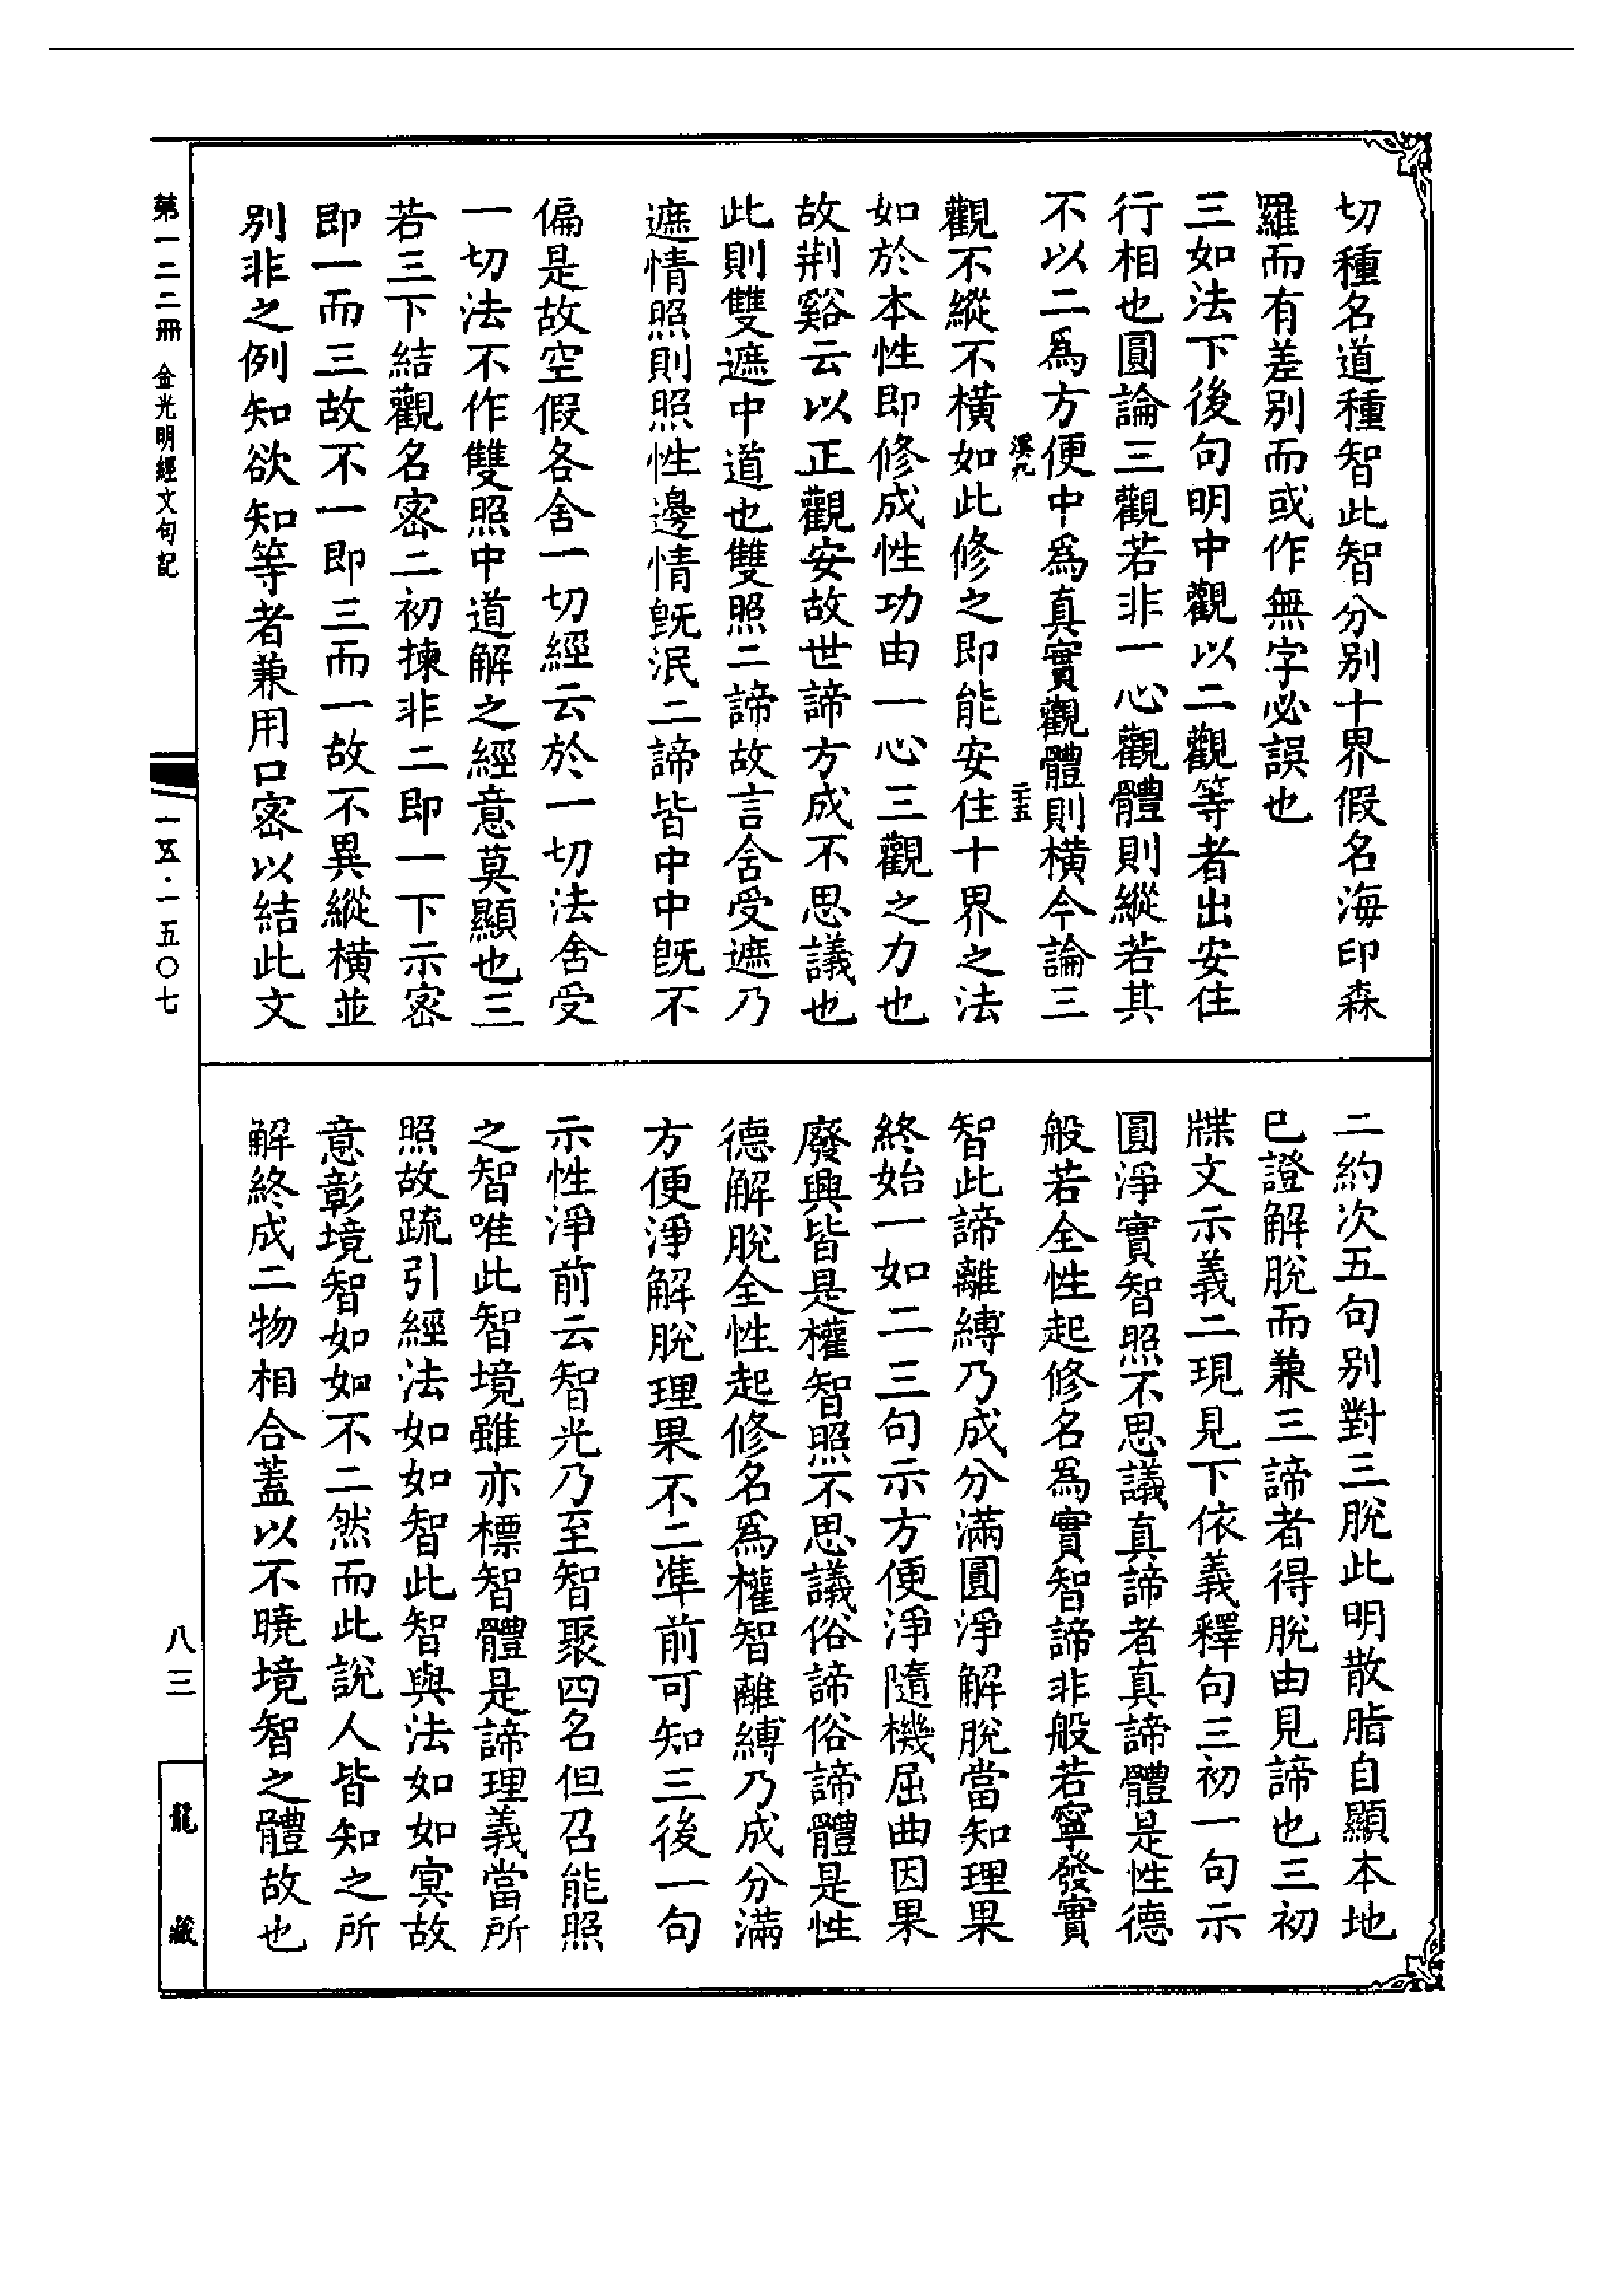 切種名道種智此智分別十界假名海印森
羅而有差別而或作無字必誤也
三如法下後句明中觀以二觀等者出安住
行相也圓論三觀若非一心觀體則縱若其
不以二爲方便中爲真實觀體則橫今論三
觀不縱不橫如此修之即能安住十界之法
如於本性即修成性功由一心三觀之力也
故荆谿云以正觀安故世諦方成不思議也
此則雙遮中道也雙照二諦故言舍受遮乃
遮情照則照性邊情旣泯二諦皆中中旣不
偏是故空假各舍一切經云於一切法舍受
一切法不作雙照中道解之經意莫顯也三
若三下結觀名密二初揀非二即一下示密
即一而三故不一即三而一故不異縱橫並
別非之例知欲知等者兼用口密以結此文
二約次五句别對三脫此明散脂自顯本地
已證解脫而兼三諦者得脫由見諦也三初
牒文示義二現見下依義釋句三初一句示
圓淨實智照不思議真諦者真諦體是性德
般若全性起修名爲實智諦非般若寧發實
智此諦離縛乃成分滿圓淨解脫當知理果
終始一如二三句示方便淨隨機屈曲因果
廢興皆是權智照不思議俗諦俗諦體是性
德解脫全性起修名爲權智離縛乃成分滿
方便淨解脫理果不二準前可知三後一句
示性淨前云智光乃至智聚四名但召能照
之智唯此智境雖亦標智體是諦理義當所
照故疏引經法如如智此智與法如如冥故
意彰境智如如不二然而此說人皆知之所
解終成二物相合蓋以不曉境智之體故也
第一二二冊 金光明經文句記
一五·一五〇七
八三
龍藏